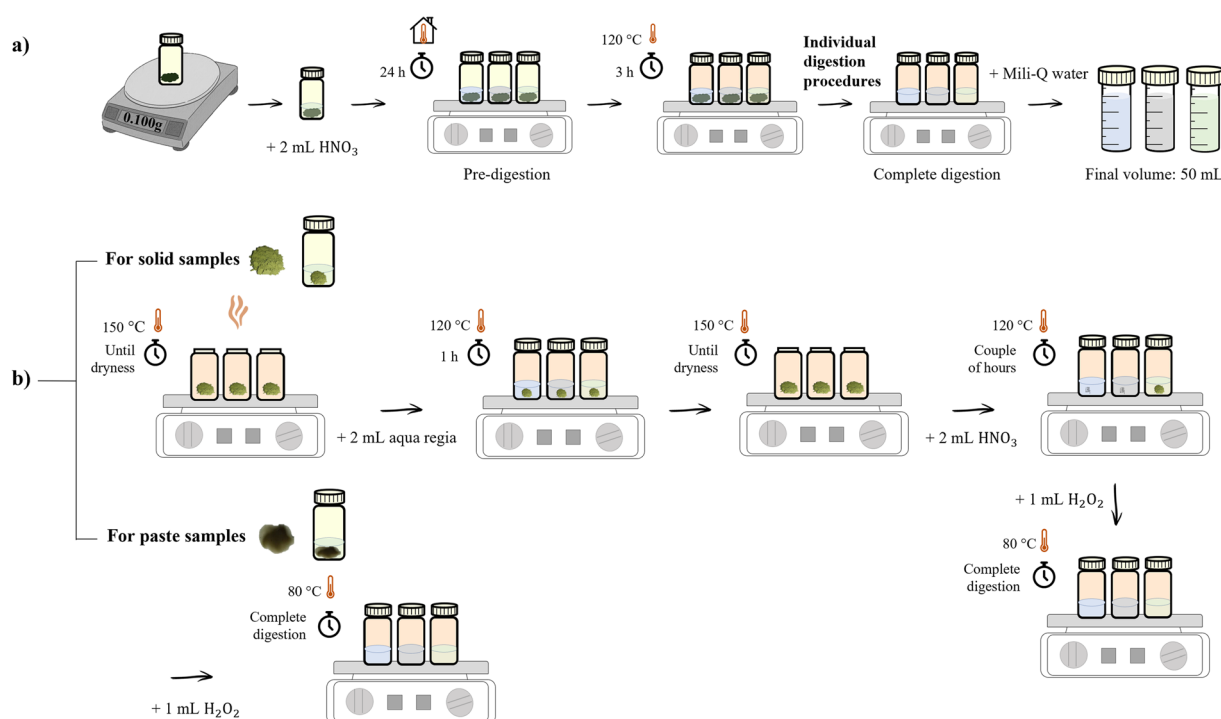 a)
0.100g
+ 2 mL HNO₃
24 h
Pre-digestion
120 °C
3 h
Individual
digestion
procedures
Complete digestion
+ Mili-Q water
Final volume: 50 mL
b)
For solid samples
150 °C
Until
dryness
+ 2 mL aqua regia
120 °C
1 h
150 °C
Until
dryness
+ 2 mL HNO₃
120 °C
Couple
of hours
+ 1 mL H₂O₂
80 °C
Complete
digestion
For paste samples
+ 1 mL H₂O₂
80 °C
Complete
digestion